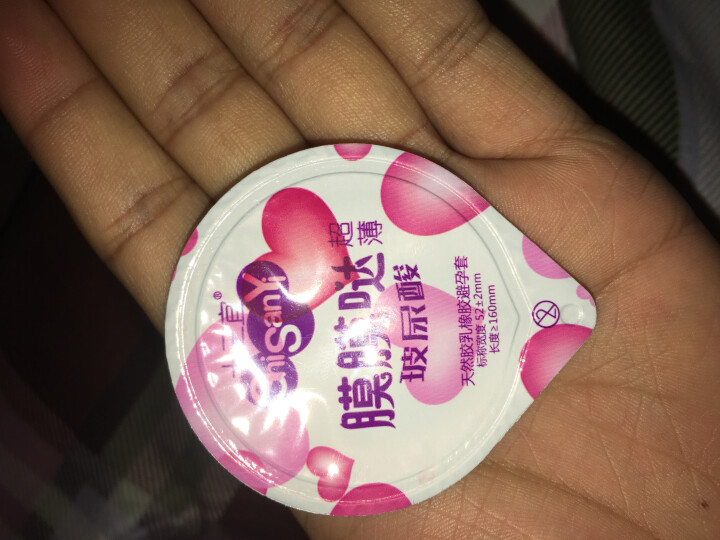 SanYi
膜膜哒
超
薄
玻尿酸
天然胶乳橡胶避孕套
标称宽度 52±2mm
长度≥160mm